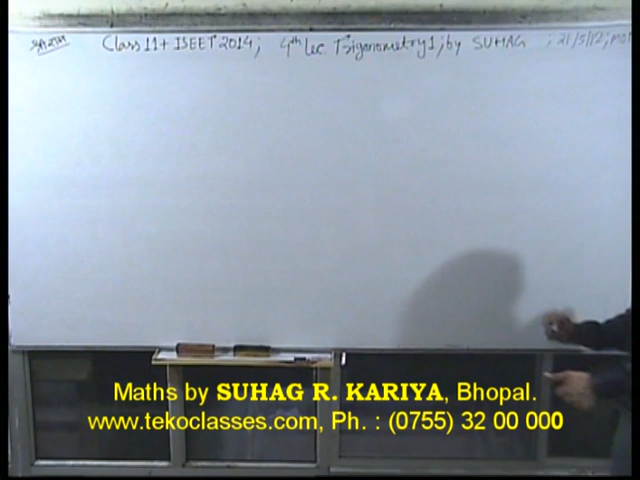 श्री राम Class 11+ ISEET 2014; 4th Lec. Trigonometry 1; by SUHAG ; 21/5/12; MON
Maths by SUHAG R. KARIYA, Bhopal.
www.tekoclasses.com, Ph. : (0755) 32 00 000